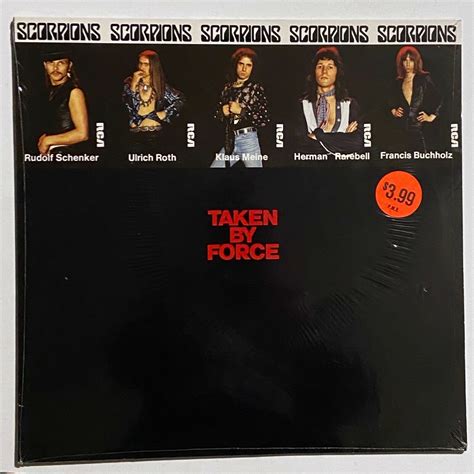 SCORPIONS SCORPIONS SCORPIONS SCORPIONS SCORPIONS
RCA RCA RCA RCA
Rudolf Schenker Ulrich Roth Klaus Meine Herman Rarebell Francis Buchholz
$3.99
TAKEN
BY
FORCE